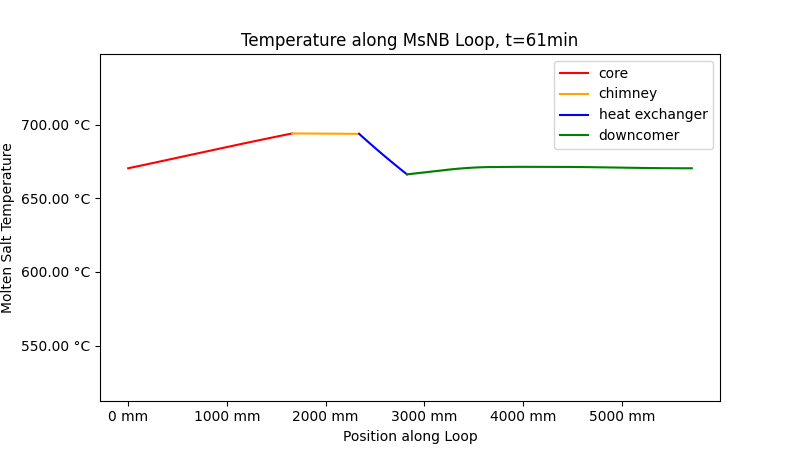 Temperature along MsNB Loop, t=61min
core
chimney
heat exchanger
downcomer
700.00 °C
650.00 °C
600.00 °C
550.00 °C
Molten Salt Temperature
0 mm
1000 mm
2000 mm
3000 mm
4000 mm
5000 mm
Position along Loop